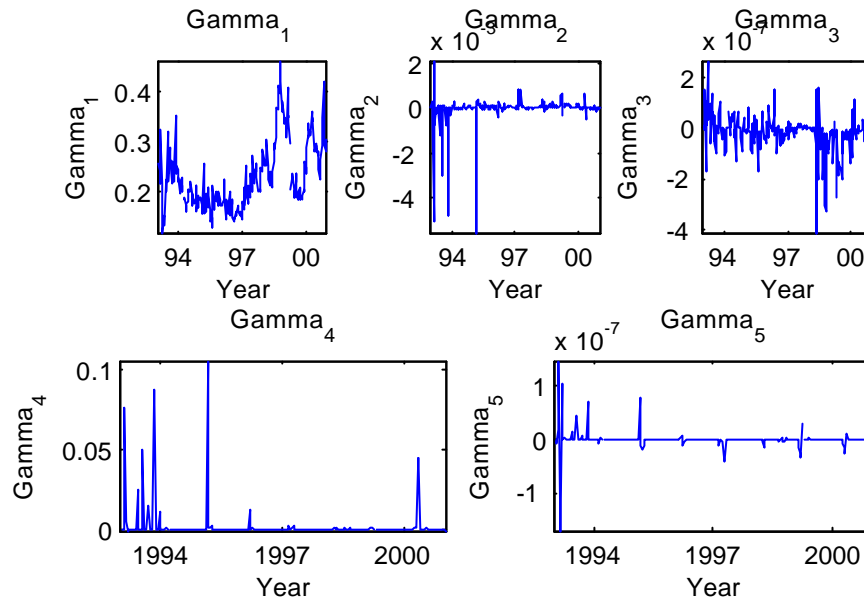 Gamma1
Gamma2
Gamma3
x 10-3
x 10-7
0.4
0.3
0.2
Gamma1
94 97 00
Year
2
0
-2
-4
Gamma2
94 97 00
Year
2
0
-2
-4
Gamma3
94 97 00
Year
Gamma4
0.1
0.05
0
Gamma4
1994 1997 2000
Year
Gamma5
x 10-7
1
0
-1
Gamma5
1994 1997 2000
Year